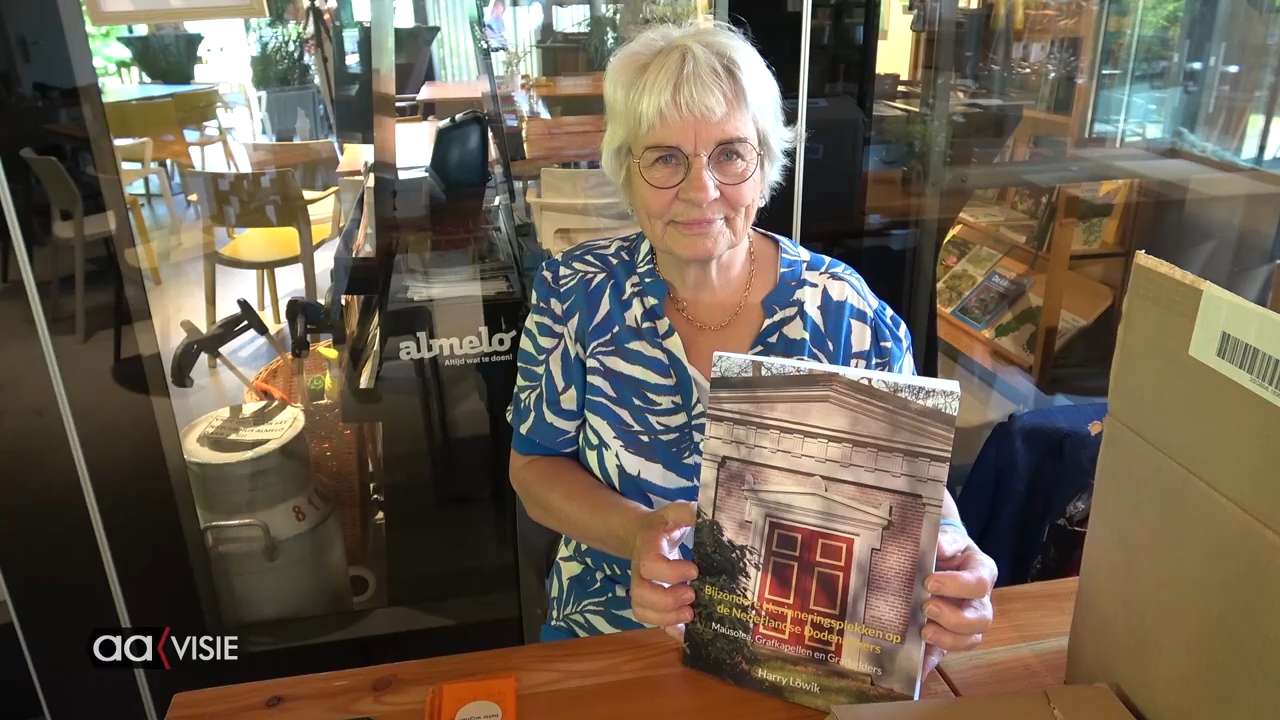 almelo
Altijd wat te doen!
811
Bijzondere Herinneringsplekken op
de Nederlandse Dodenakkers
Mausolea, Grafkapellen en Grafkelders
Harry Löwik
aa(VISIE